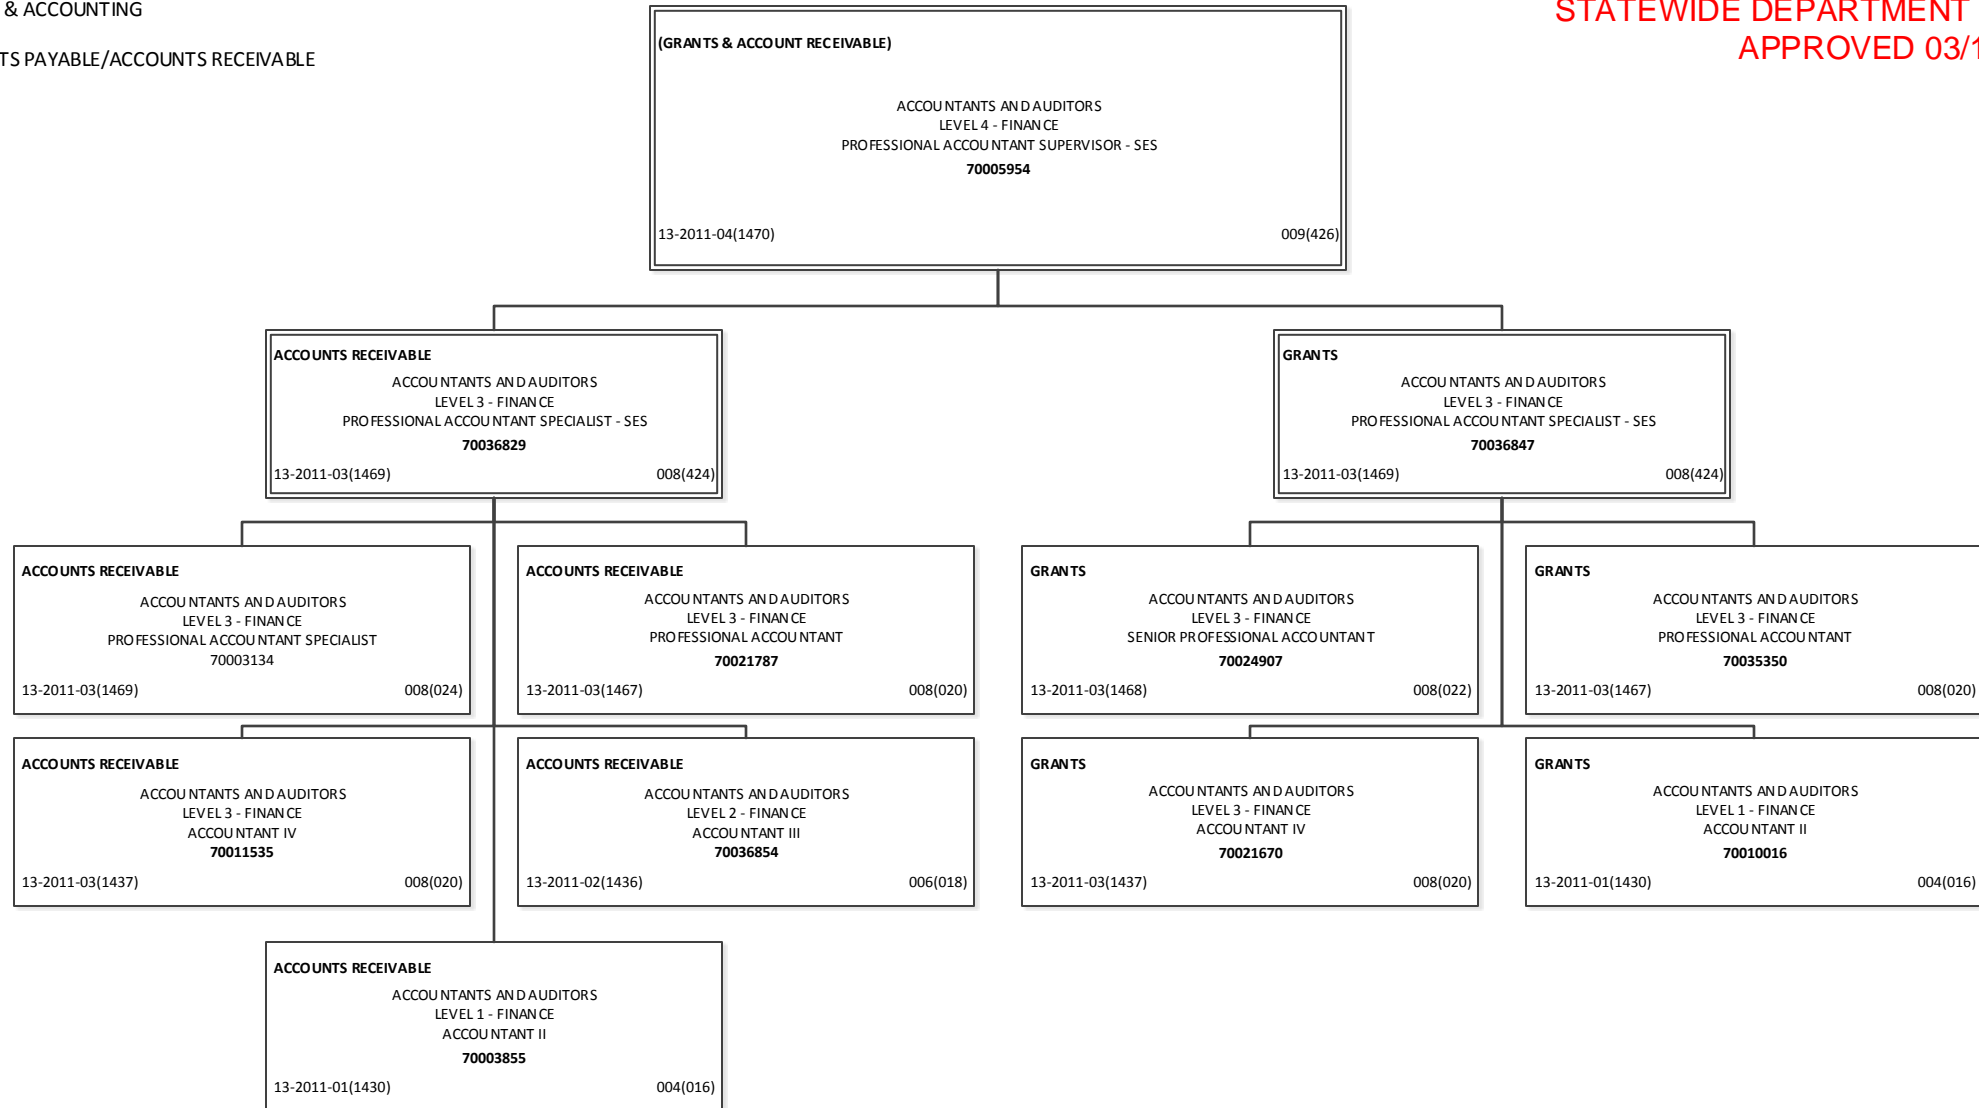 & ACCOUNTING
TS PAYABLE/ACCOUNTS RECEIVABLE
STATEWIDE DEPARTMENT
APPROVED 03/1
(GRANTS & ACCOUNT RECEIVABLE)
ACCOUNTANTS AND AUDITORS
LEVEL 4 - FINANCE
PROFESSIONAL ACCOUNTANT SUPERVISOR - SES
70005954
13-2011-04(1470) 009(426)
ACCOUNTS RECEIVABLE
ACCOUNTANTS AND AUDITORS
LEVEL 3 - FINANCE
PROFESSIONAL ACCOUNTANT SPECIALIST - SES
70036829
13-2011-03(1469) 008(424)
GRANTS
ACCOUNTANTS AND AUDITORS
LEVEL 3 - FINANCE
PROFESSIONAL ACCOUNTANT SPECIALIST - SES
70036847
13-2011-03(1469) 008(424)
ACCOUNTS RECEIVABLE
ACCOUNTANTS AND AUDITORS
LEVEL 3 - FINANCE
PROFESSIONAL ACCOUNTANT SPECIALIST
70003134
13-2011-03(1469) 008(024)
ACCOUNTS RECEIVABLE
ACCOUNTANTS AND AUDITORS
LEVEL 3 - FINANCE
PROFESSIONAL ACCOUNTANT
70021787
13-2011-03(1467) 008(020)
GRANTS
ACCOUNTANTS AND AUDITORS
LEVEL 3 - FINANCE
SENIOR PROFESSIONAL ACCOUNTANT
70024907
13-2011-03(1468) 008(022)
GRANTS
ACCOUNTANTS AND AUDITORS
LEVEL 3 - FINANCE
PROFESSIONAL ACCOUNTANT
70035350
13-2011-03(1467) 008(020)
ACCOUNTS RECEIVABLE
ACCOUNTANTS AND AUDITORS
LEVEL 3 - FINANCE
ACCOUNTANT IV
70011535
13-2011-03(1437) 008(020)
ACCOUNTS RECEIVABLE
ACCOUNTANTS AND AUDITORS
LEVEL 2 - FINANCE
ACCOUNTANT III
70036854
13-2011-02(1436) 006(018)
GRANTS
ACCOUNTANTS AND AUDITORS
LEVEL 3 - FINANCE
ACCOUNTANT IV
70021670
13-2011-03(1437) 008(020)
GRANTS
ACCOUNTANTS AND AUDITORS
LEVEL 1 - FINANCE
ACCOUNTANT II
70010016
13-2011-01(1430) 004(016)
ACCOUNTS RECEIVABLE
ACCOUNTANTS AND AUDITORS
LEVEL 1 - FINANCE
ACCOUNTANT II
70003855
13-2011-01(1430) 004(016)